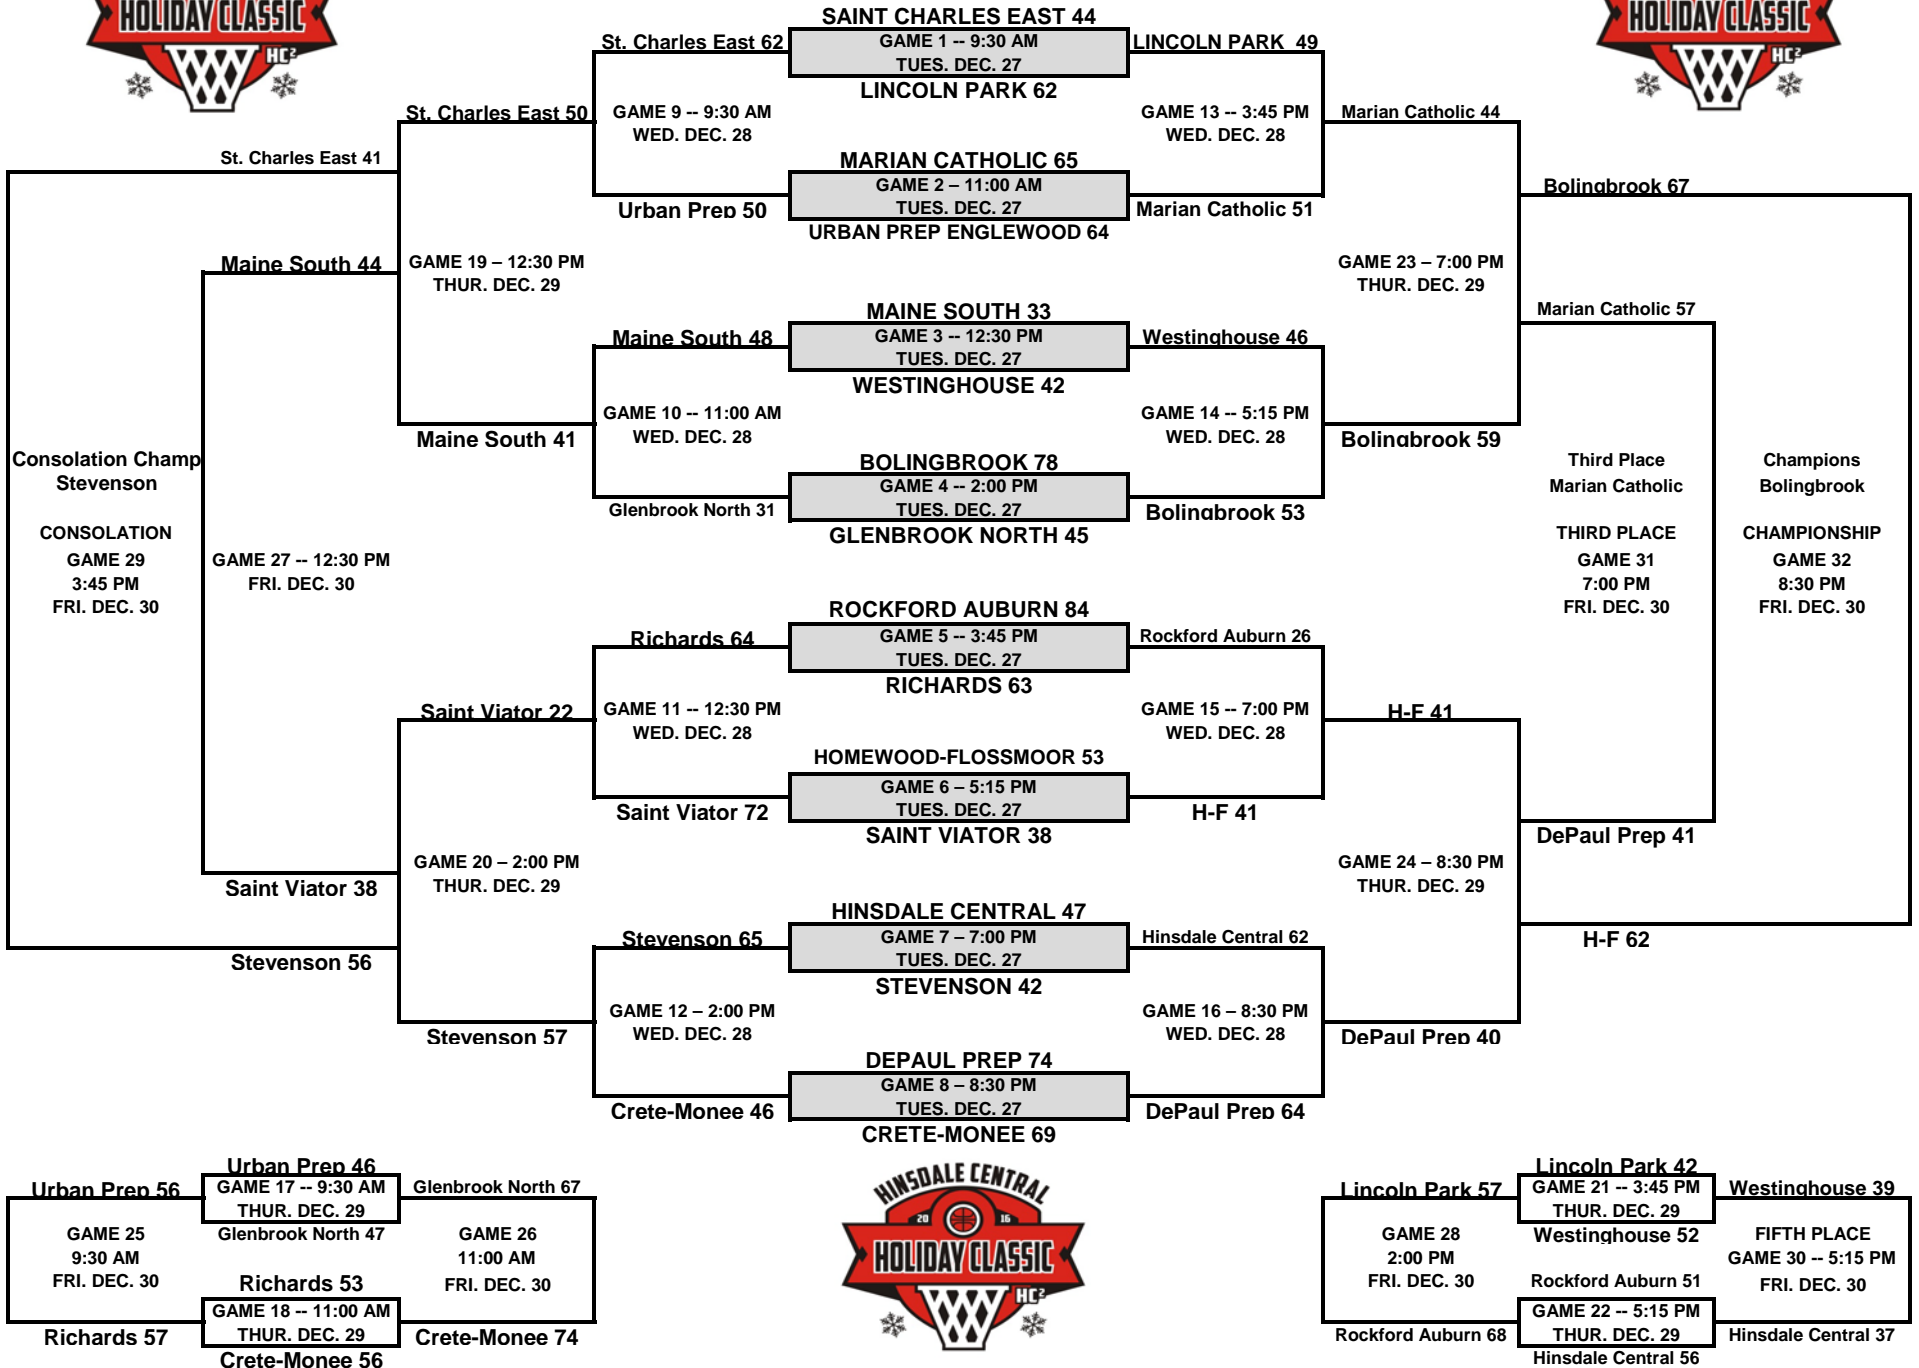 HOLIDAY CLASSIC
HC²
HOLIDAY CLASSIC
HC²
SAINT CHARLES EAST 44
St. Charles East 62
GAME 1 -- 9:30 AM
TUES. DEC. 27
LINCOLN PARK 49
LINCOLN PARK 62
St. Charles East 50
GAME 9 -- 9:30 AM
WED. DEC. 28
GAME 13 -- 3:45 PM
WED. DEC. 28
Marian Catholic 44
St. Charles East 41
MARIAN CATHOLIC 65
GAME 2 – 11:00 AM
TUES. DEC. 27
Bolingbrook 67
Urban Prep 50
Marian Catholic 51
URBAN PREP ENGLEWOOD 64
Maine South 44
GAME 19 – 12:30 PM
THUR. DEC. 29
GAME 23 – 7:00 PM
THUR. DEC. 29
MAINE SOUTH 33
Marian Catholic 57
Maine South 48
GAME 3 -- 12:30 PM
TUES. DEC. 27
Westinghouse 46
WESTINGHOUSE 42
GAME 10 -- 11:00 AM
WED. DEC. 28
GAME 14 -- 5:15 PM
WED. DEC. 28
Maine South 41
Bolingbrook 59
Consolation Champ
Stevenson
BOLINGBROOK 78
Third Place
Marian Catholic
Champions
Bolingbrook
GAME 4 -- 2:00 PM
TUES. DEC. 27
Glenbrook North 31
Bolingbrook 53
GLENBROOK NORTH 45
CONSOLATION
GAME 29
3:45 PM
FRI. DEC. 30
GAME 27 -- 12:30 PM
FRI. DEC. 30
THIRD PLACE
GAME 31
7:00 PM
FRI. DEC. 30
CHAMPIONSHIP
GAME 32
8:30 PM
FRI. DEC. 30
ROCKFORD AUBURN 84
Richards 64
GAME 5 -- 3:45 PM
TUES. DEC. 27
Rockford Auburn 26
RICHARDS 63
Saint Viator 22
GAME 11 -- 12:30 PM
WED. DEC. 28
GAME 15 -- 7:00 PM
WED. DEC. 28
H-F 41
HOMEWOOD-FLOSSMOOR 53
GAME 6 – 5:15 PM
TUES. DEC. 27
Saint Viator 72
H-F 41
SAINT VIATOR 38
DePaul Prep 41
GAME 20 – 2:00 PM
THUR. DEC. 29
GAME 24 – 8:30 PM
THUR. DEC. 29
Saint Viator 38
HINSDALE CENTRAL 47
Stevenson 65
GAME 7 – 7:00 PM
TUES. DEC. 27
Hinsdale Central 62
H-F 62
Stevenson 56
STEVENSON 42
GAME 12 – 2:00 PM
WED. DEC. 28
GAME 16 – 8:30 PM
WED. DEC. 28
Stevenson 57
DePaul Prep 40
DEPAUL PREP 74
GAME 8 – 8:30 PM
TUES. DEC. 27
Crete-Monee 46
DePaul Prep 64
CRETE-MONEE 69
Urban Prep 46
Urban Prep 56
GAME 17 -- 9:30 AM
THUR. DEC. 29
Glenbrook North 67
Glenbrook North 47
GAME 25
9:30 AM
FRI. DEC. 30
GAME 26
11:00 AM
FRI. DEC. 30
Richards 53
GAME 18 -- 11:00 AM
THUR. DEC. 29
Richards 57
Crete-Monee 74
Crete-Monee 56
HINSDALE CENTRAL
20 16
HOLIDAY CLASSIC
HC²
Lincoln Park 42
Lincoln Park 57
GAME 21 -- 3:45 PM
THUR. DEC. 29
Westinghouse 39
Westinghouse 52
GAME 28
2:00 PM
FRI. DEC. 30
FIFTH PLACE
GAME 30 -- 5:15 PM
FRI. DEC. 30
Rockford Auburn 51
GAME 22 -- 5:15 PM
THUR. DEC. 29
Rockford Auburn 68
Hinsdale Central 37
Hinsdale Central 56